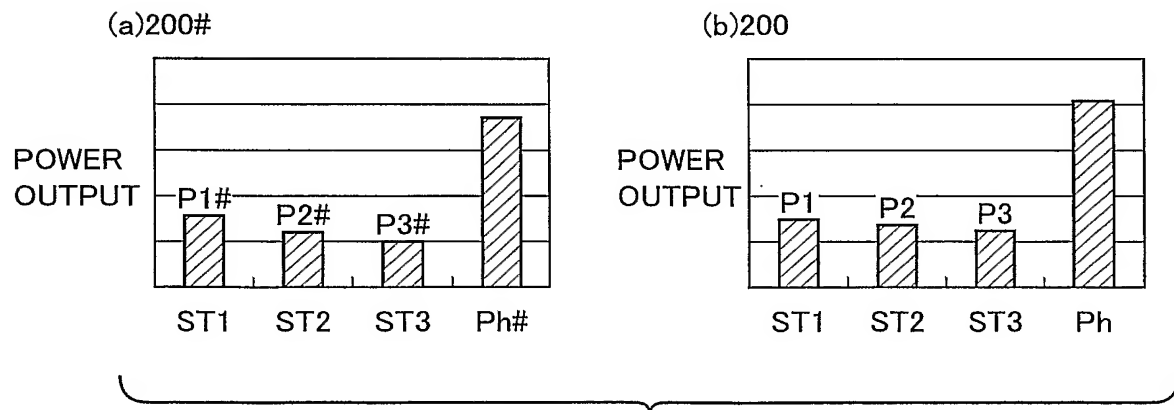 (a)200#
POWER
OUTPUT
P1#
P2#
P3#
ST1 ST2 ST3 Ph#
(b)200
POWER
OUTPUT
P1
P2
P3
ST1 ST2 ST3 Ph